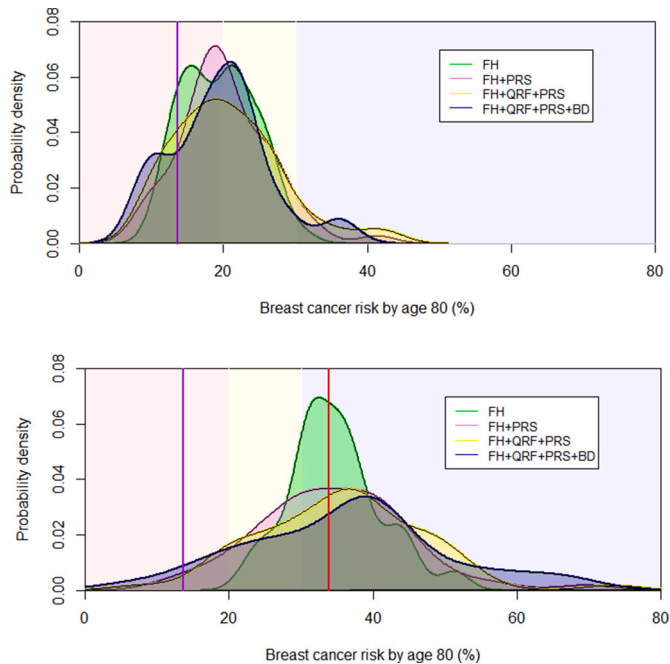 0.08
0.06
0.04
0.02
0.00
Probability density
FH
FH+PRS
FH+QRF+PRS
FH+QRF+PRS+BD
0 20 40 60 80
Breast cancer risk by age 80 (%)
0.08
0.06
0.04
0.02
0.00
Probability density
FH
FH+PRS
FH+QRF+PRS
FH+QRF+PRS+BD
0 20 40 60 80
Breast cancer risk by age 80 (%)